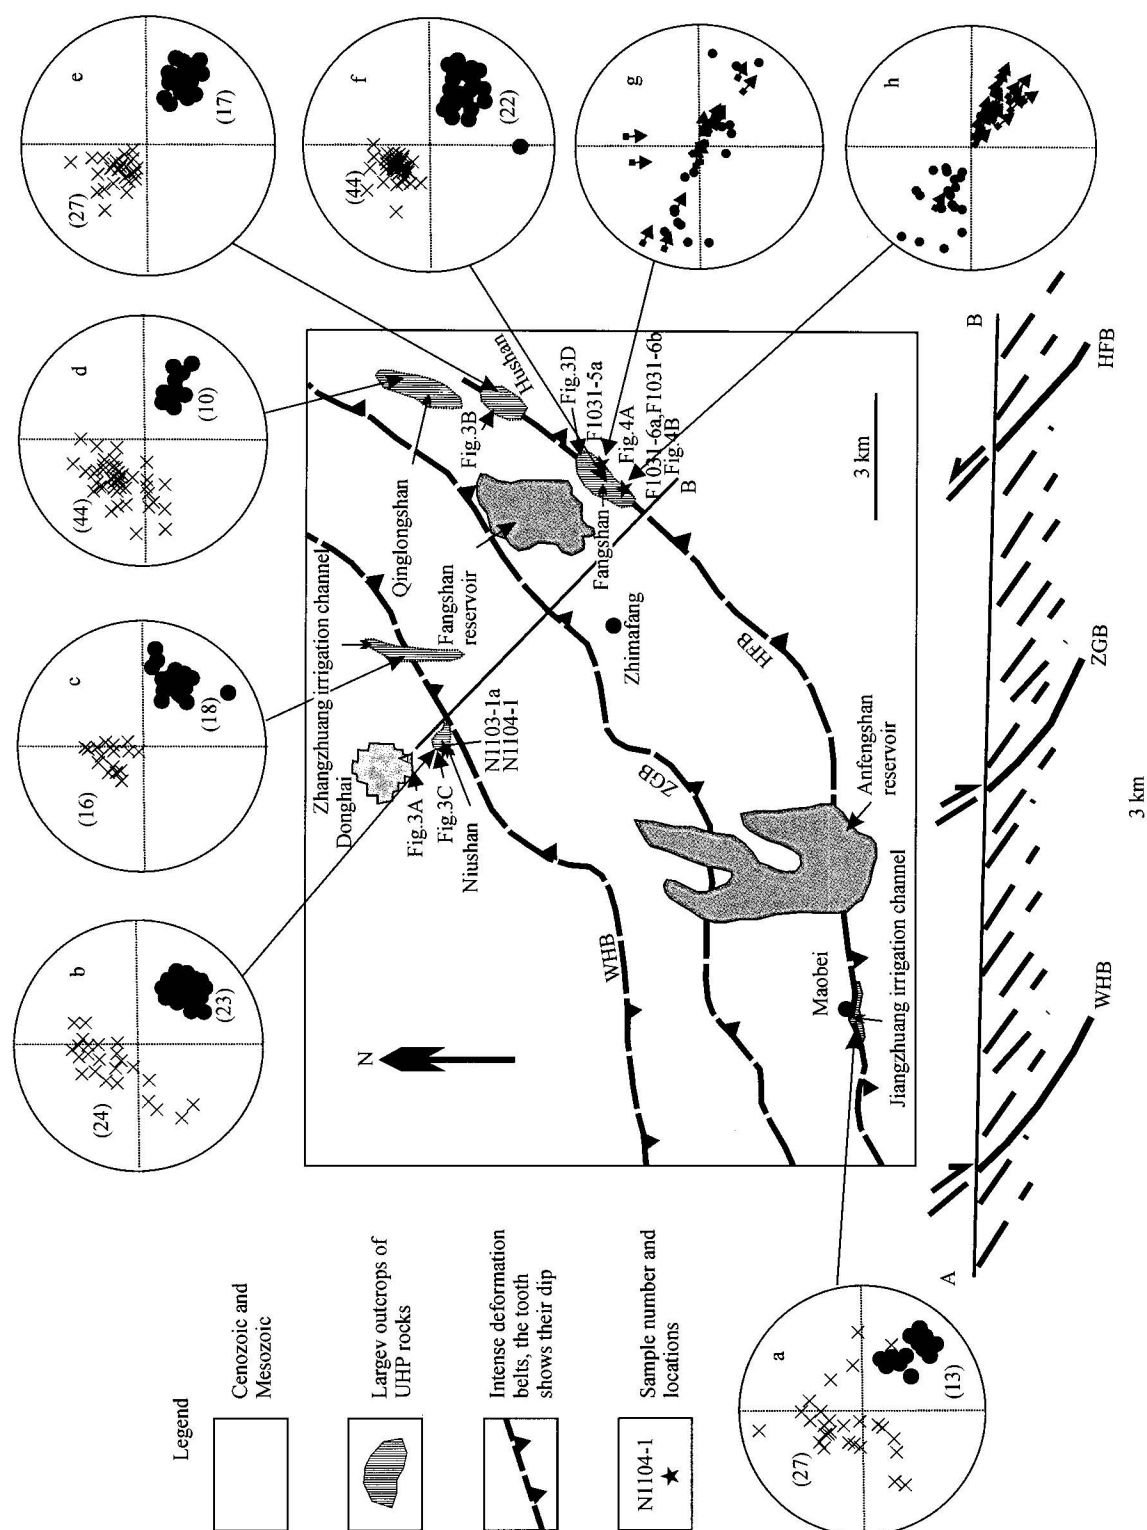 Legend
Cenozoic and
Mesozoic
Largev outcrops of
UHP rocks
Intense deformation
belts, the tooth
shows their dip
N1104-1
Sample number and
locations
a
(27)
(13)
b
(24)
(23)
c
(16)
(18)
d
(44)
(10)
e
(27)
(17)
f
(44)
(22)
g
h
N
Donghai
Zhangzhuang irrigation channel
Qinglongshan
Fangshan
reservoir
Hushan
Fig.3A
Fig.3C
Niushan
N1103-1a
N1104-1
A
Fig.3B
Fig.3D
F1031-5a
Fig.4A
F1031-6a,F1031-6b
Fig.4B
B
Fangshan
Zhimafang
WHB
ZGB
HFB
Anfengshan
reservoir
Maobei
Jiangzhuang irrigation channel
3 km
A
B
WHB
ZGB
HFB
3 km